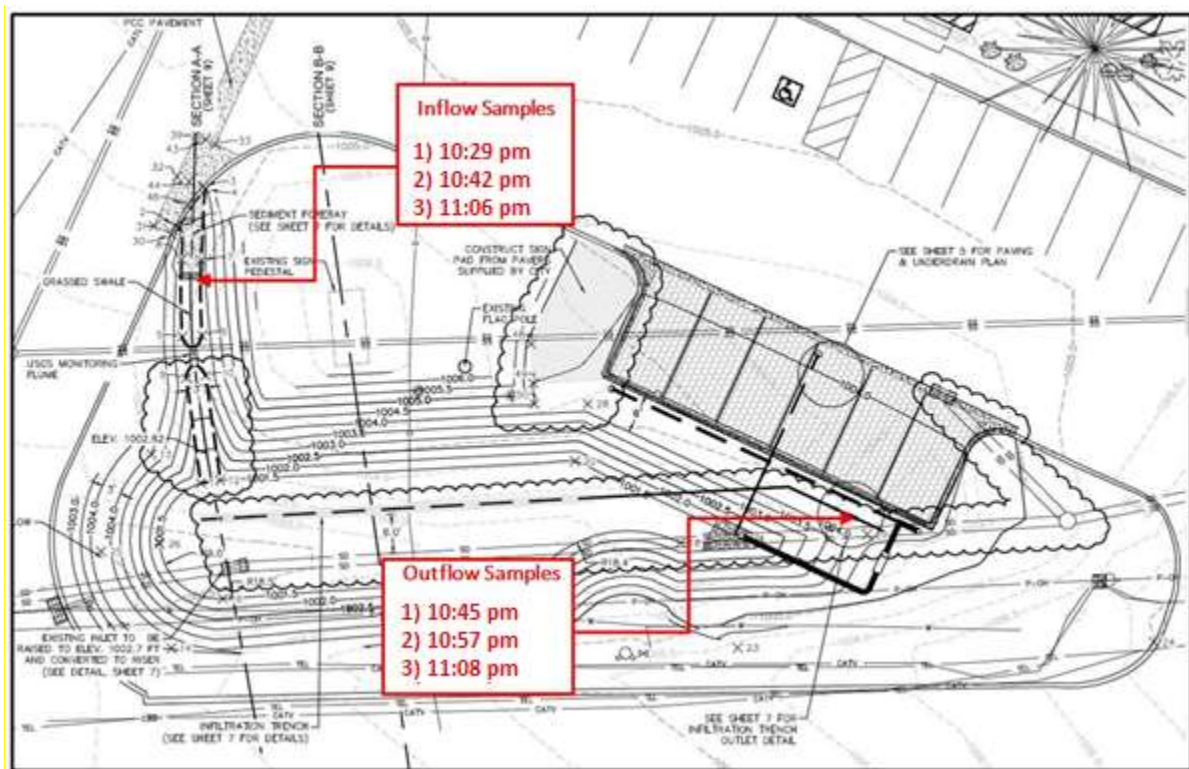 PCC PAVEMENT
SECTION A-A
(SHEET 9)
SECTION B-B
(SHEET 9)
Inflow Samples
1) 10:29 pm
2) 10:42 pm
3) 11:06 pm
SEDIMENT FOREBAY
(SEE SHEET 7 FOR DETAILS)
EXISTING SIGN
PEDESTAL
GRASSED SWALE
CONSTRUCT SIGN
PAD FROM PAVERS
SUPPLIED BY CITY
SEE SHEET 5 FOR PAVING
& UNDERDRAIN PLAN
EXISTING
FLAG POLE
USGS MONITORING
FLUME
1006.0
1005.5
1005.0
1004.5
1004.0
1003.0
1002.5
1002.0
1001.5
ELEV. 1002.62
Outflow Samples
1) 10:45 pm
2) 10:57 pm
3) 11:08 pm
EXISTING INLET TO BE
RAISED TO ELEV. 1002.7 FT
AND CONVERTED TO RISER
(SEE DETAIL, SHEET 7)
INFILTRATION TRENCH
(SEE SHEET 7 FOR DETAILS)
SEE SHEET 7 FOR
INFILTRATION TRENCH
OUTLET DETAIL
TEL
CATV